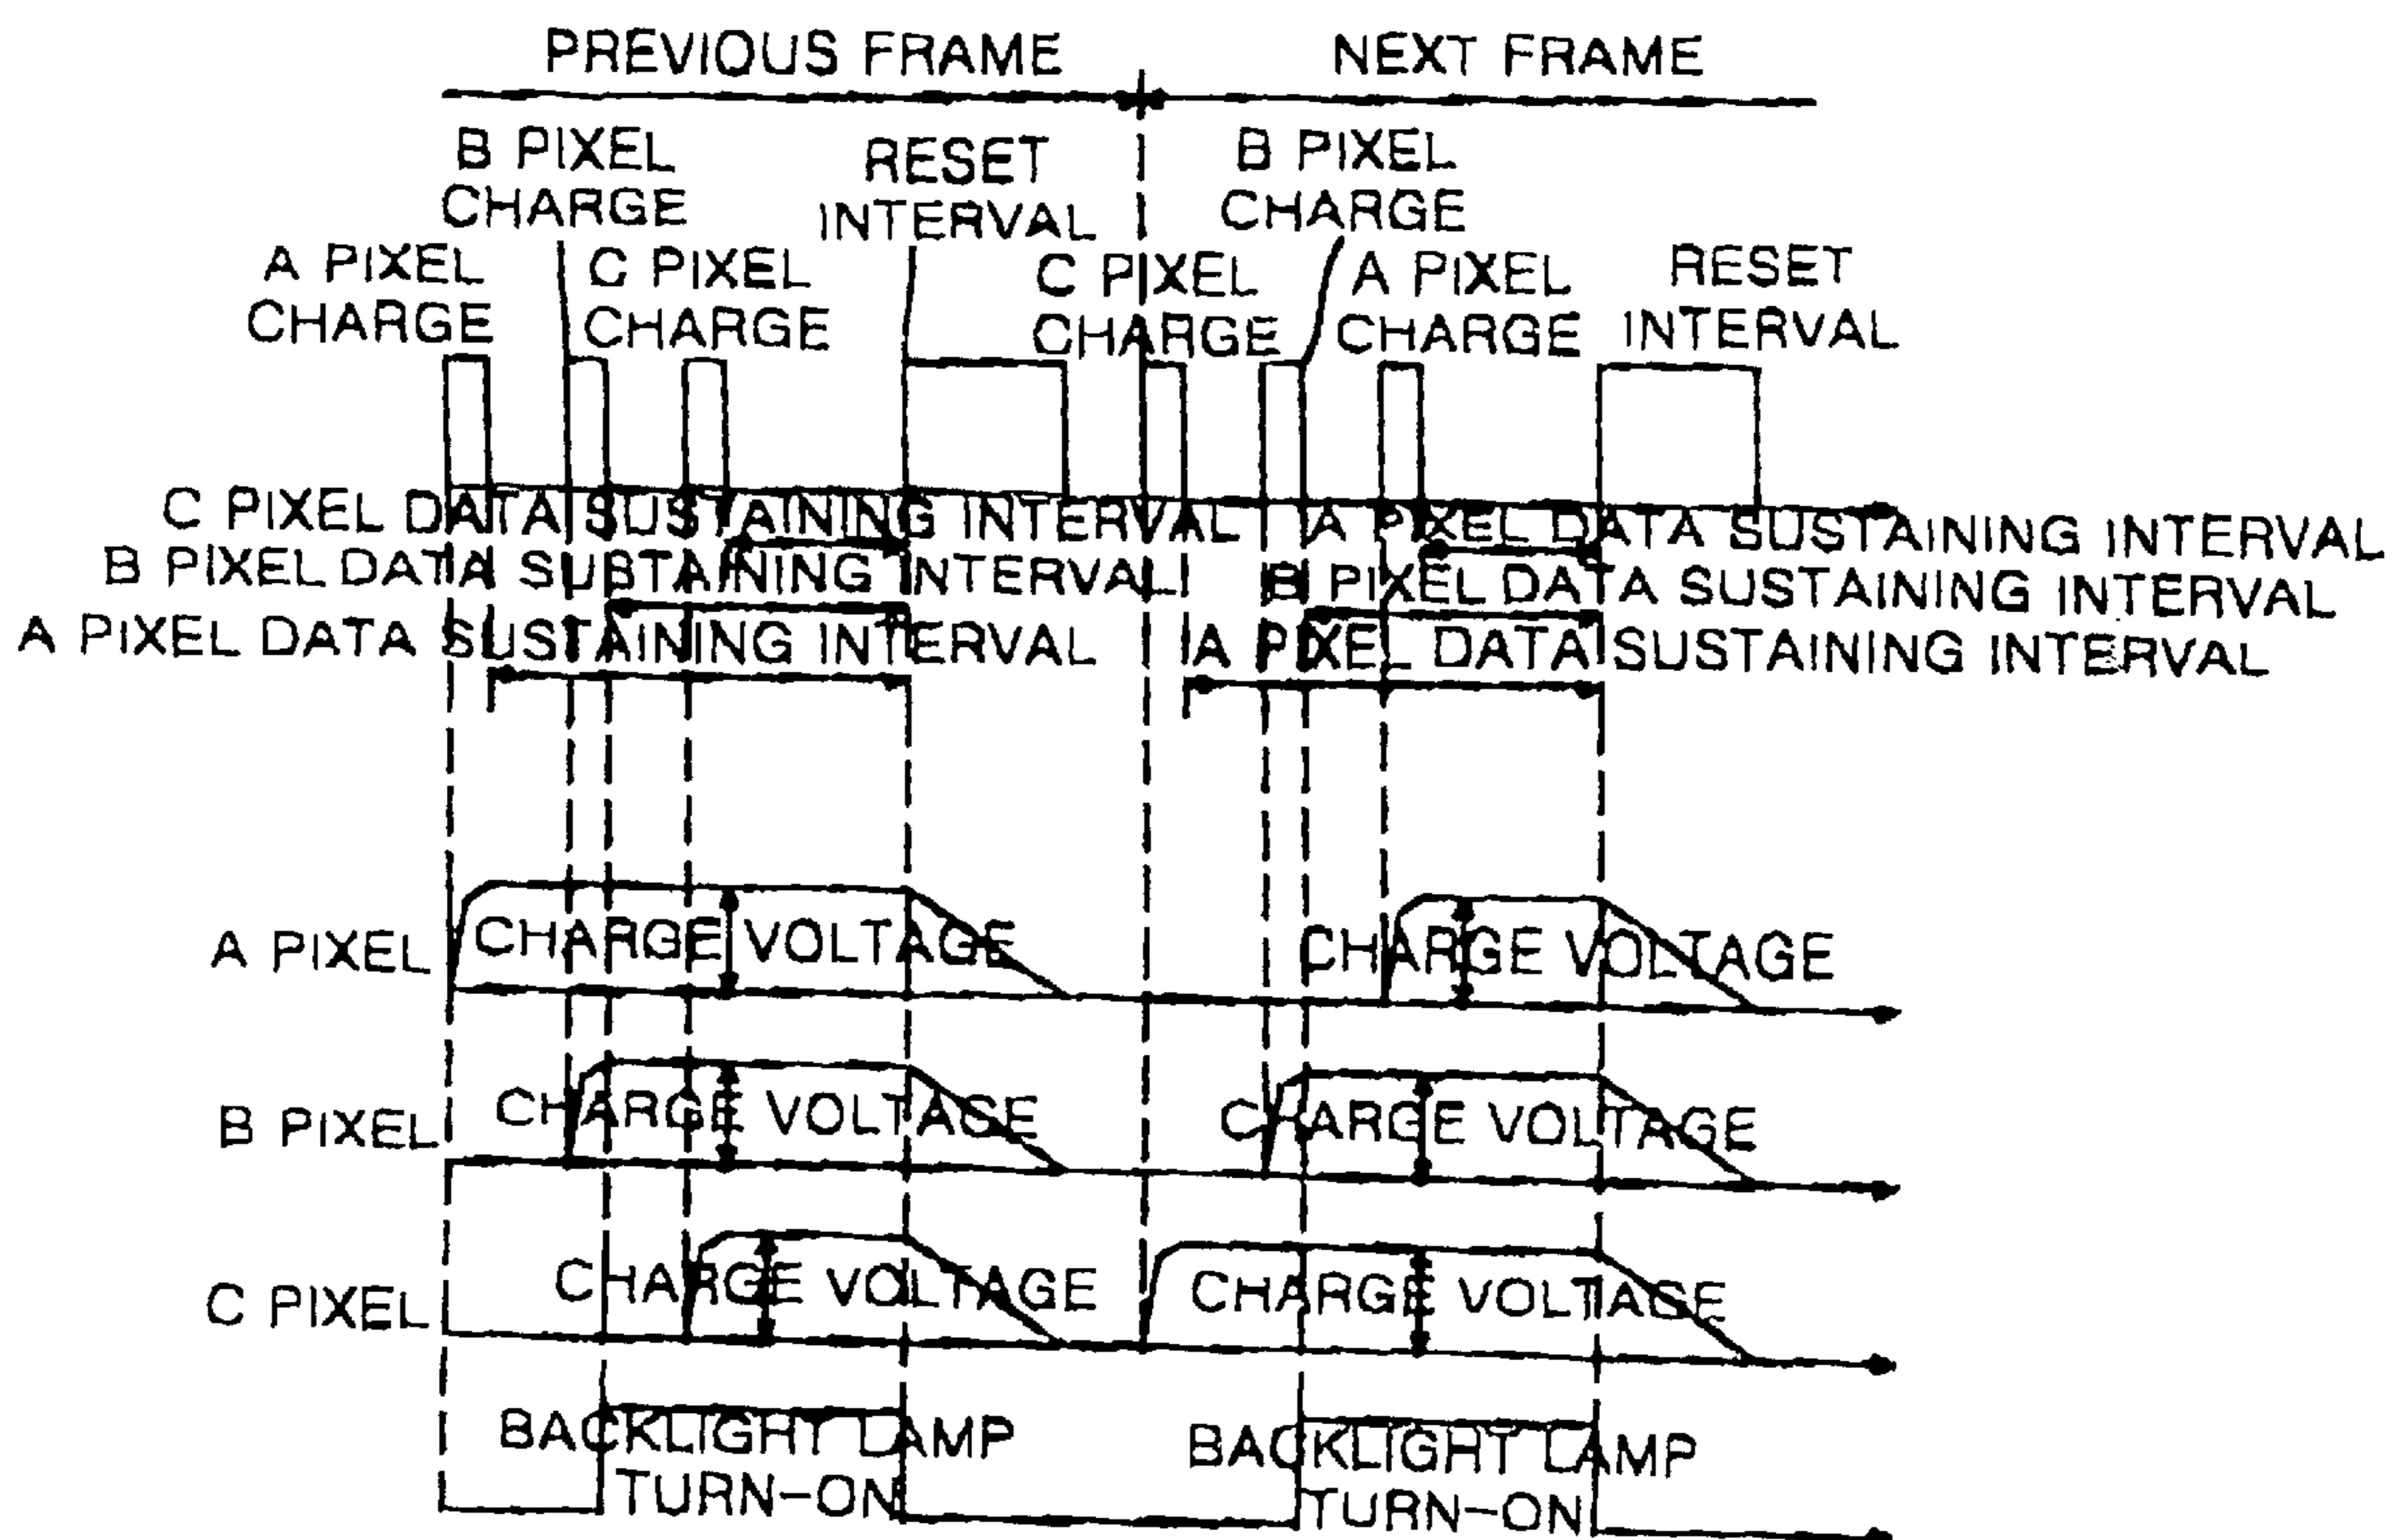 PREVIOUS FRAME
NEXT FRAME
B PIXEL
CHARGE
RESET
INTERVAL
B PIXEL
CHARGE
A PIXEL
CHARGE
C PIXEL
CHARGE
C PIXEL
CHARGE
A PIXEL
CHARGE
RESET
INTERVAL
C PIXEL DATA SUSTAINING INTERVAL
A PIXEL DATA SUSTAINING INTERVAL
B PIXEL DATA SUBTAINING INTERVAL
B PIXEL DATA SUSTAINING INTERVAL
A PIXEL DATA SUSTAINING INTERVAL
A PIXEL DATA SUSTAINING INTERVAL
A PIXEL
CHARGE VOLTAGE
CHARGE VOLTAGE
B PIXEL
CHARGE VOLTAGE
CHARGE VOLTAGE
C PIXEL
CHARGE VOLTAGE
CHARGE VOLTAGE
BACKLIGHT LAMP
TURN-ON
BACKLIGHT LAMP
TURN-ON